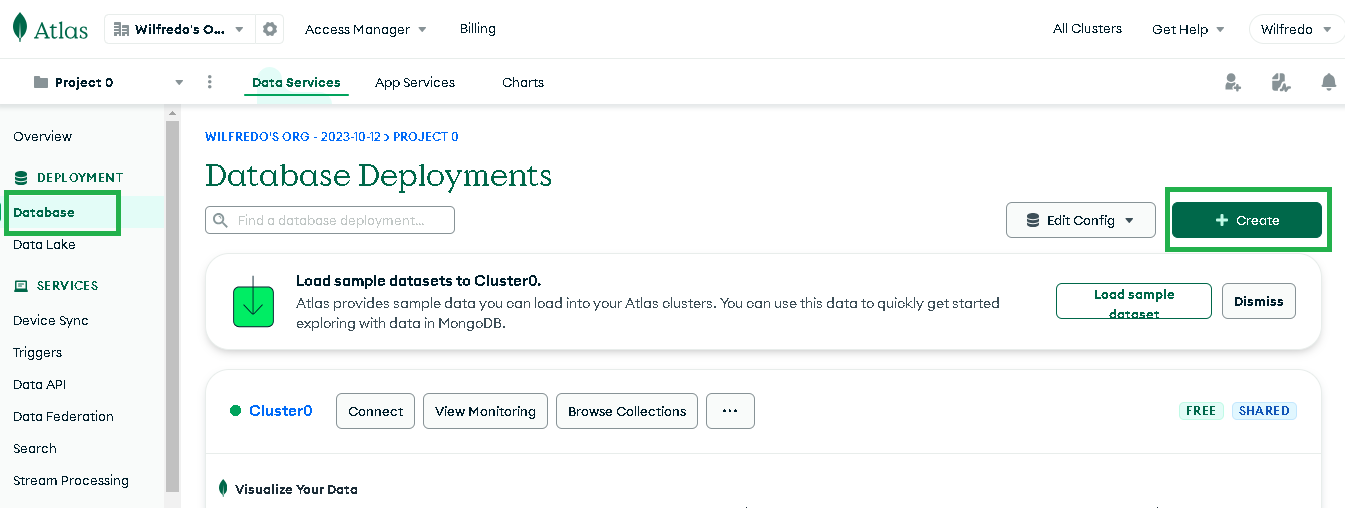 Atlas
Wilfredo's O...
Access Manager
Billing
All Clusters
Get Help
Wilfredo
Project 0
Data Services
App Services
Charts
Overview
DEPLOYMENT
Database
Data Lake
SERVICES
Device Sync
Triggers
Data API
Data Federation
Search
Stream Processing
WILFREDO'S ORG - 2023-10-12 > PROJECT 0
Database Deployments
Find a database deployment...
Edit Config
+ Create
Load sample datasets to Cluster0.
Atlas provides sample data you can load into your Atlas clusters. You can use this data to quickly get started
exploring with data in MongoDB.
Load sample
dataset
Dismiss
Cluster0
Connect
View Monitoring
Browse Collections
...
FREE
SHARED
Visualize Your Data